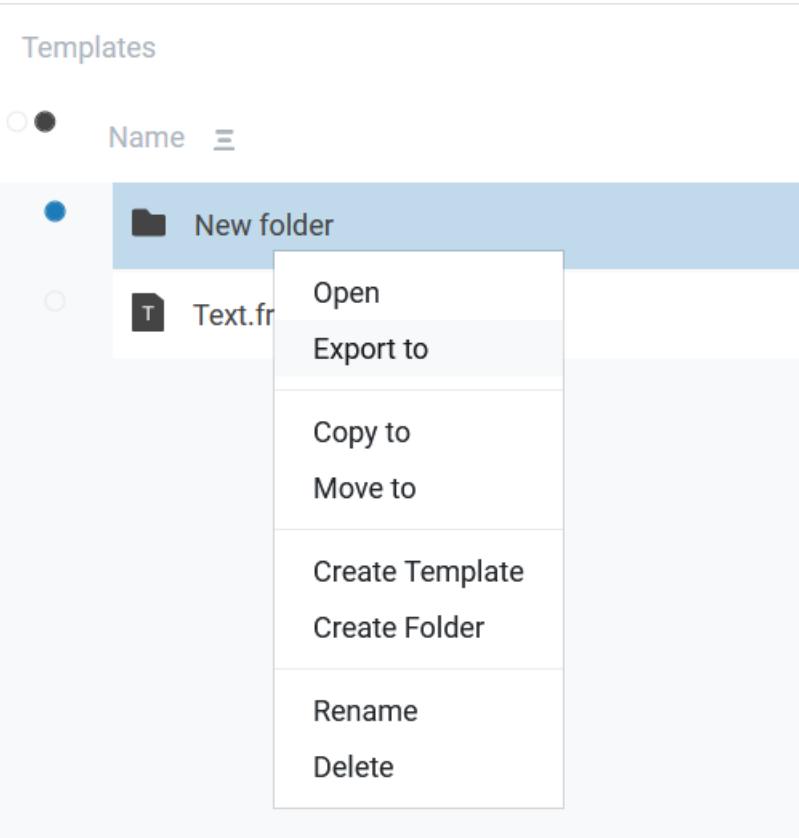 Templates
Name
New folder
T Text.fr
Open
Export to
Copy to
Move to
Create Template
Create Folder
Rename
Delete